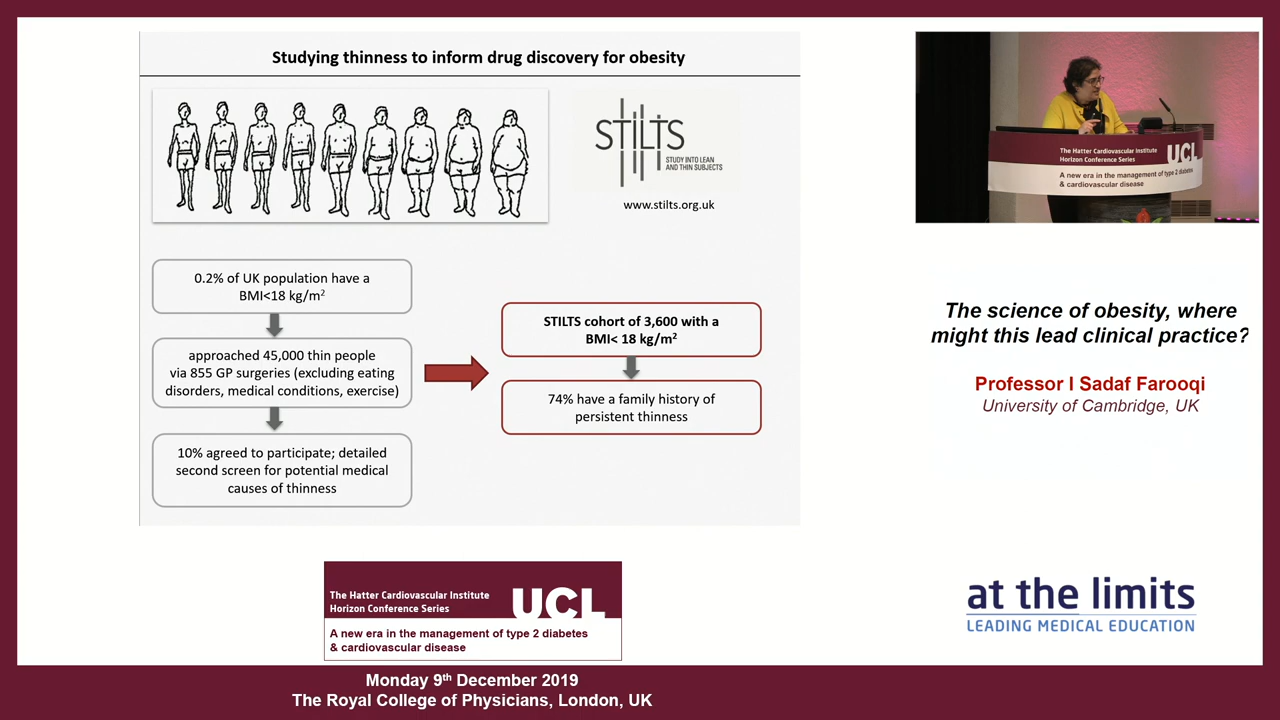 Studying thinness to inform drug discovery for obesity
STILTS
STUDY INTO LEAN
AND THIN SUBJECTS
www.stilts.org.uk
0.2% of UK population have a
BMI<18 kg/m²
approached 45,000 thin people
via 855 GP surgeries (excluding eating
disorders, medical conditions, exercise)
10% agreed to participate; detailed
second screen for potential medical
causes of thinness
STILTS cohort of 3,600 with a
BMI< 18 kg/m²
74% have a family history of
persistent thinness
The Hatter Cardiovascular Institute
Horizon Conference Series
UCL
A new era in the management of type 2 diabetes
& cardiovascular disease
The science of obesity, where
might this lead clinical practice?
Professor I Sadaf Farooqi
University of Cambridge, UK
The Hatter Cardiovascular Institute
Horizon Conference Series
UCL
A new era in the management of type 2 diabetes
& cardiovascular disease
at the limits
LEADING MEDICAL EDUCATION
Monday 9th December 2019
The Royal College of Physicians, London, UK